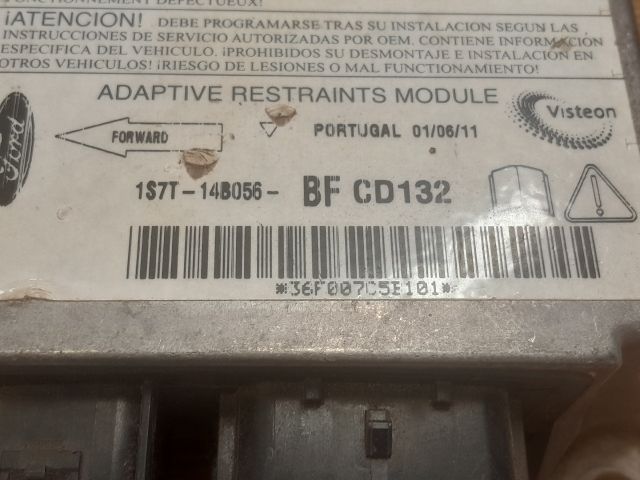 FONCTIONNEMENT DEFECTUEUX!
¡ATENCION! DEBE PROGRAMARSE TRAS SU INSTALACION SEGUN LAS
INSTRUCCIONES DE SERVICIO AUTORIZADAS POR OEM. CONTIENE INFORMACION
ESPECIFICA DEL VEHICULO. ¡PROHIBIDOS SU DESMONTAJE E INSTALACION EN
OTROS VEHICULOS! ¡RIESGO DE LESIONES O MAL FUNCIONAMIENTO!
ADAPTIVE RESTRAINTS MODULE
Ford
FORWARD
PORTUGAL 01/06/11
Visteon
1S7T-14B056- BF CD132
*36F007C5E101*